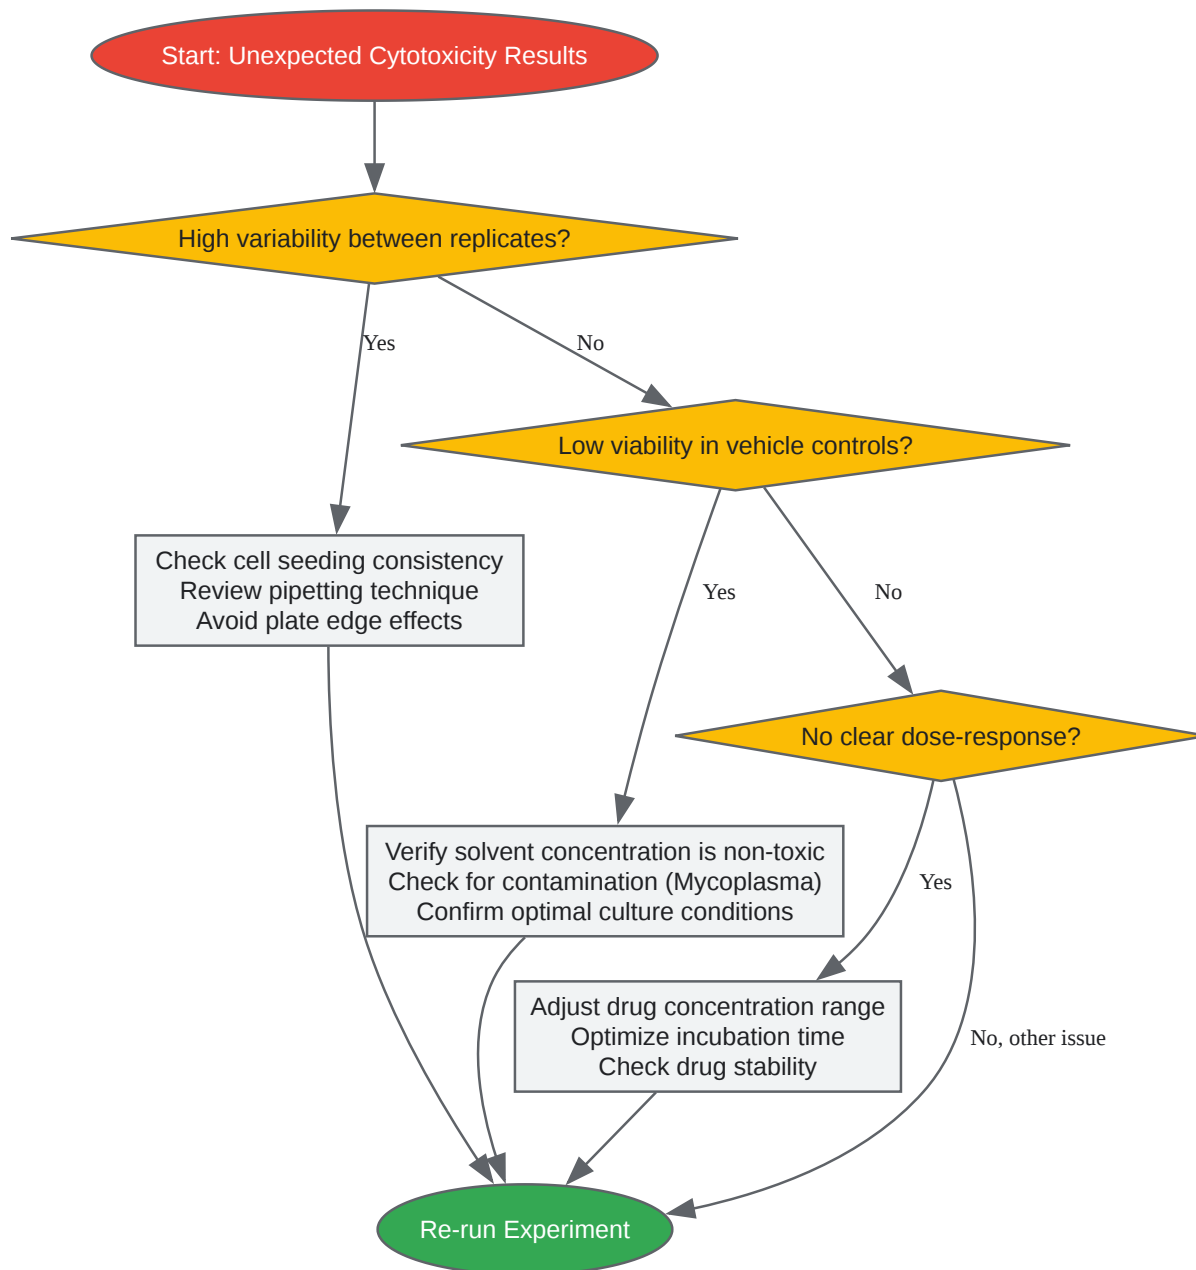 Start: Unexpected Cytotoxicity Results
High variability between replicates?
Yes
No
Low viability in vehicle controls?
Check cell seeding consistency
Review pipetting technique
Avoid plate edge effects
Yes
No
No clear dose-response?
Verify solvent concentration is non-toxic
Check for contamination (Mycoplasma)
Confirm optimal culture conditions
Yes
Adjust drug concentration range
Optimize incubation time
Check drug stability
No, other issue
Re-run Experiment